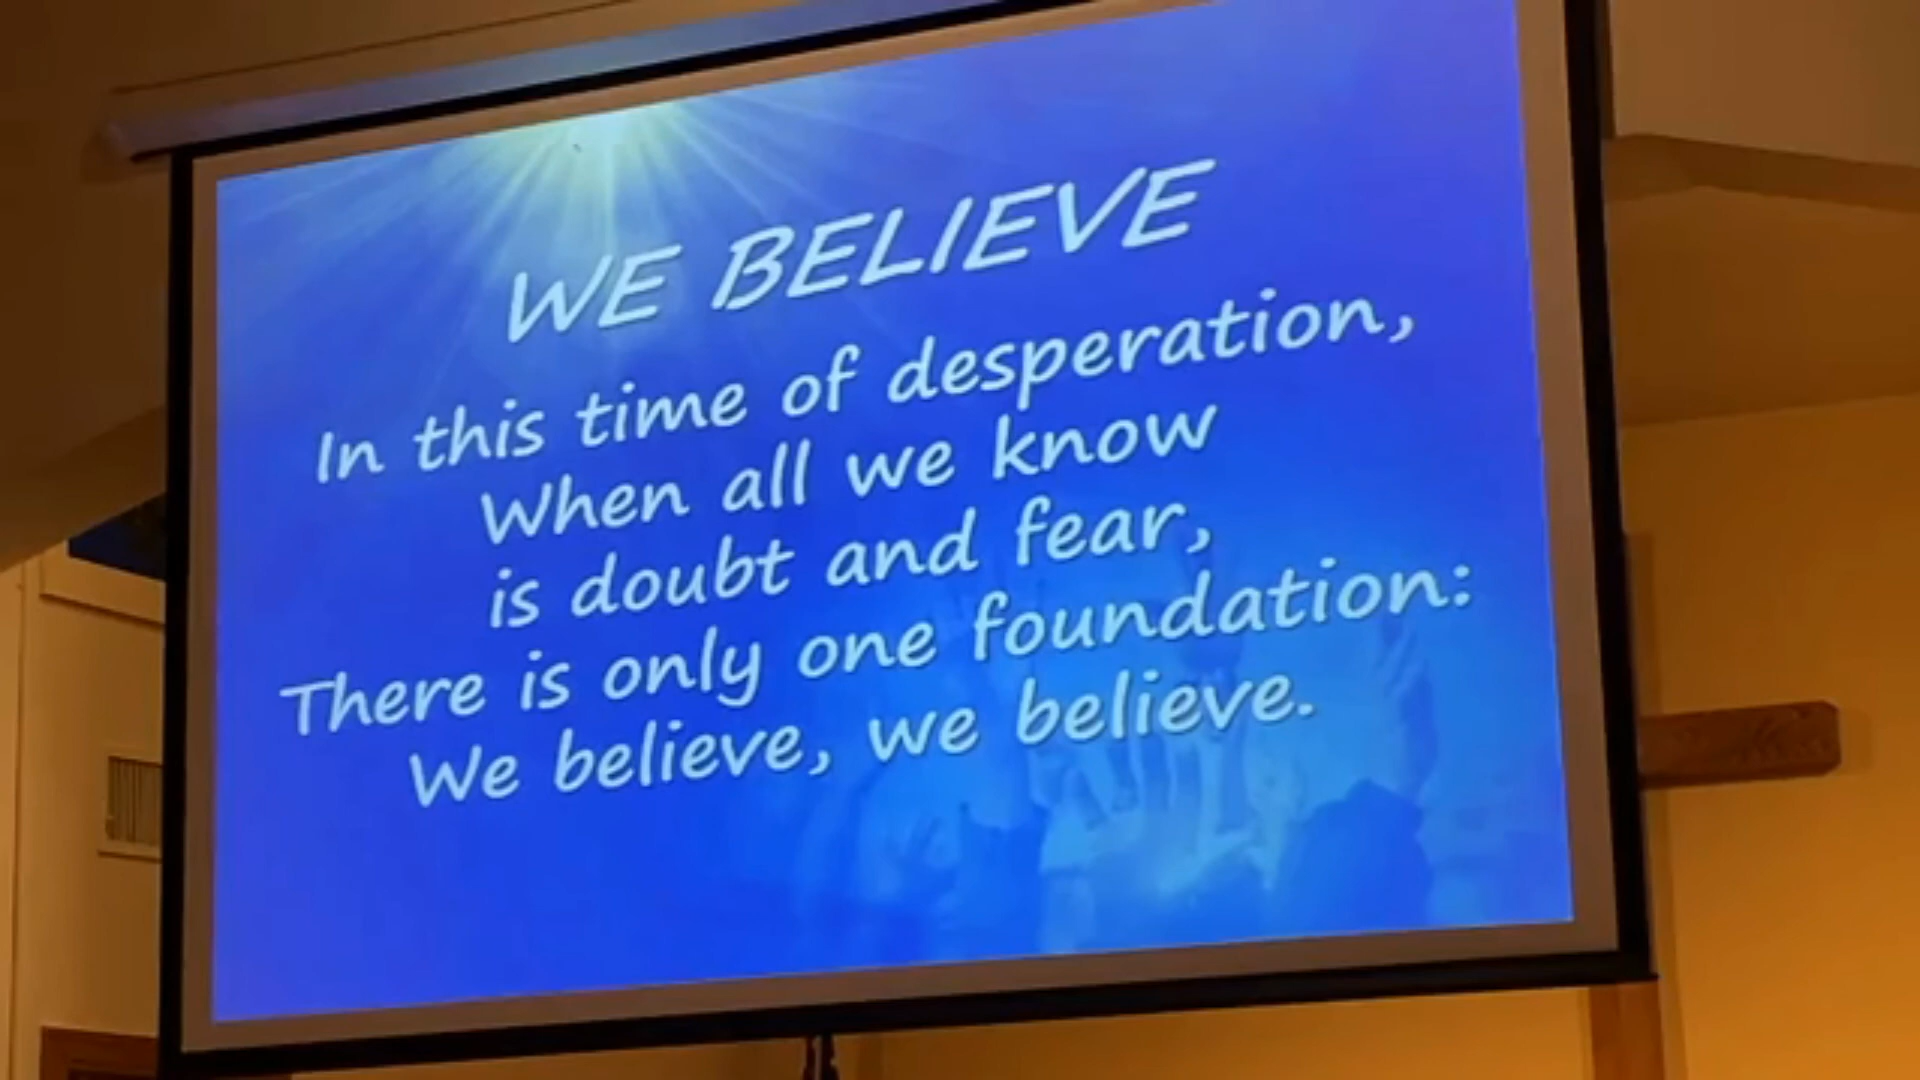 WE BELIEVE
In this time of desperation,
When all we know
is doubt and fear,
There is only one foundation:
We believe, we believe.